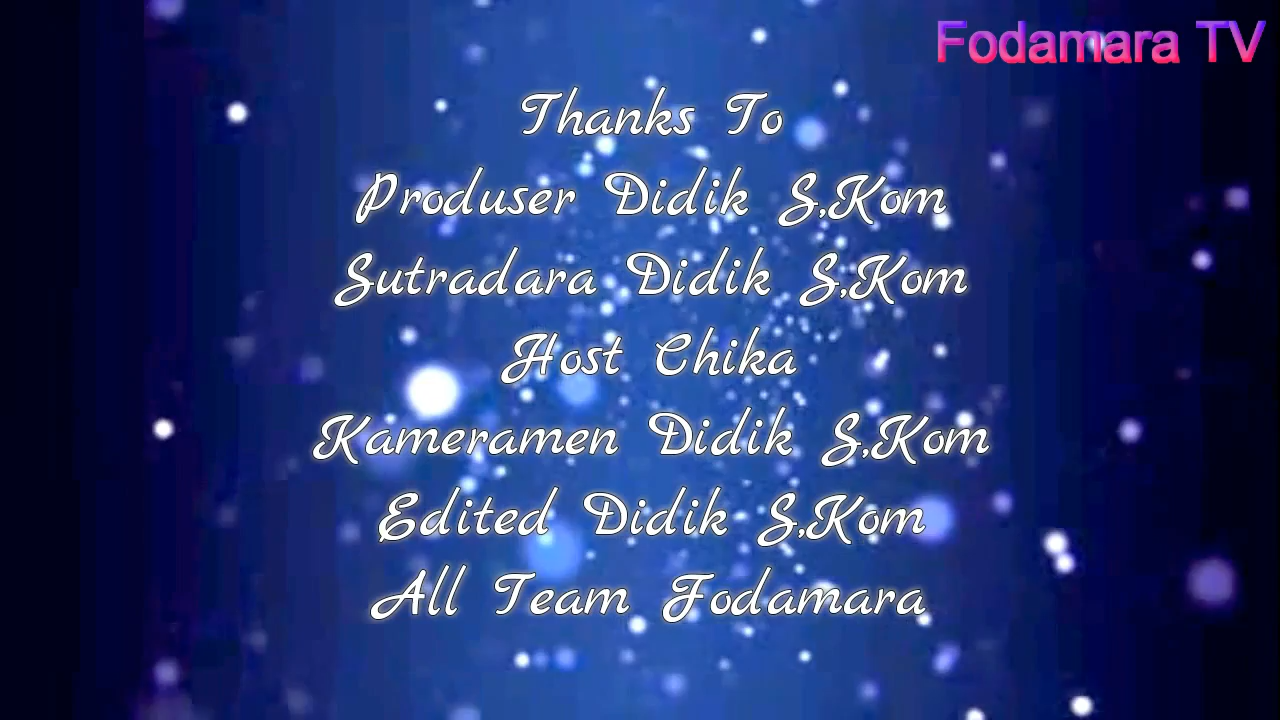 Fodamara TV
Thanks To
Produser Didik S,Kom
Sutradara Didik S,Kom
Host Chika
Kameramen Didik S,Kom
Edited Didik S,Kom
All Team Fodamara